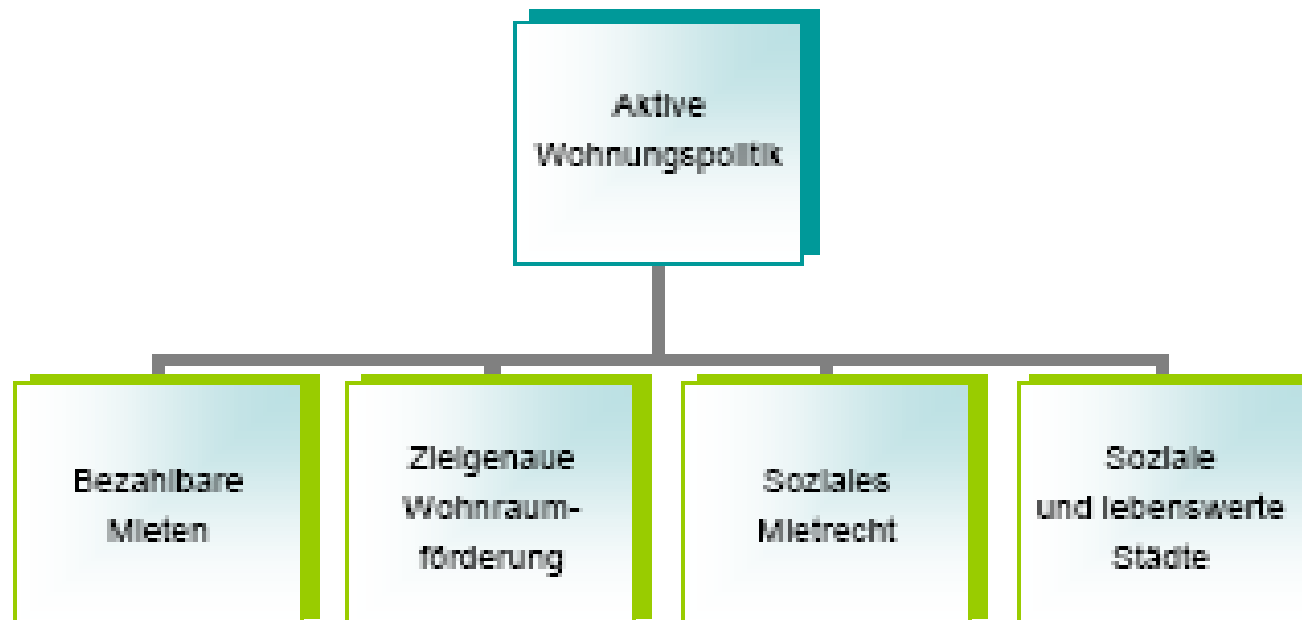 Aktive
Wohnungspolitik
Bezahlbare
Mieten
Zielgenaue
Wohnraum-
förderung
Soziales
Mietrecht
Soziale
und lebenswerte
Städte